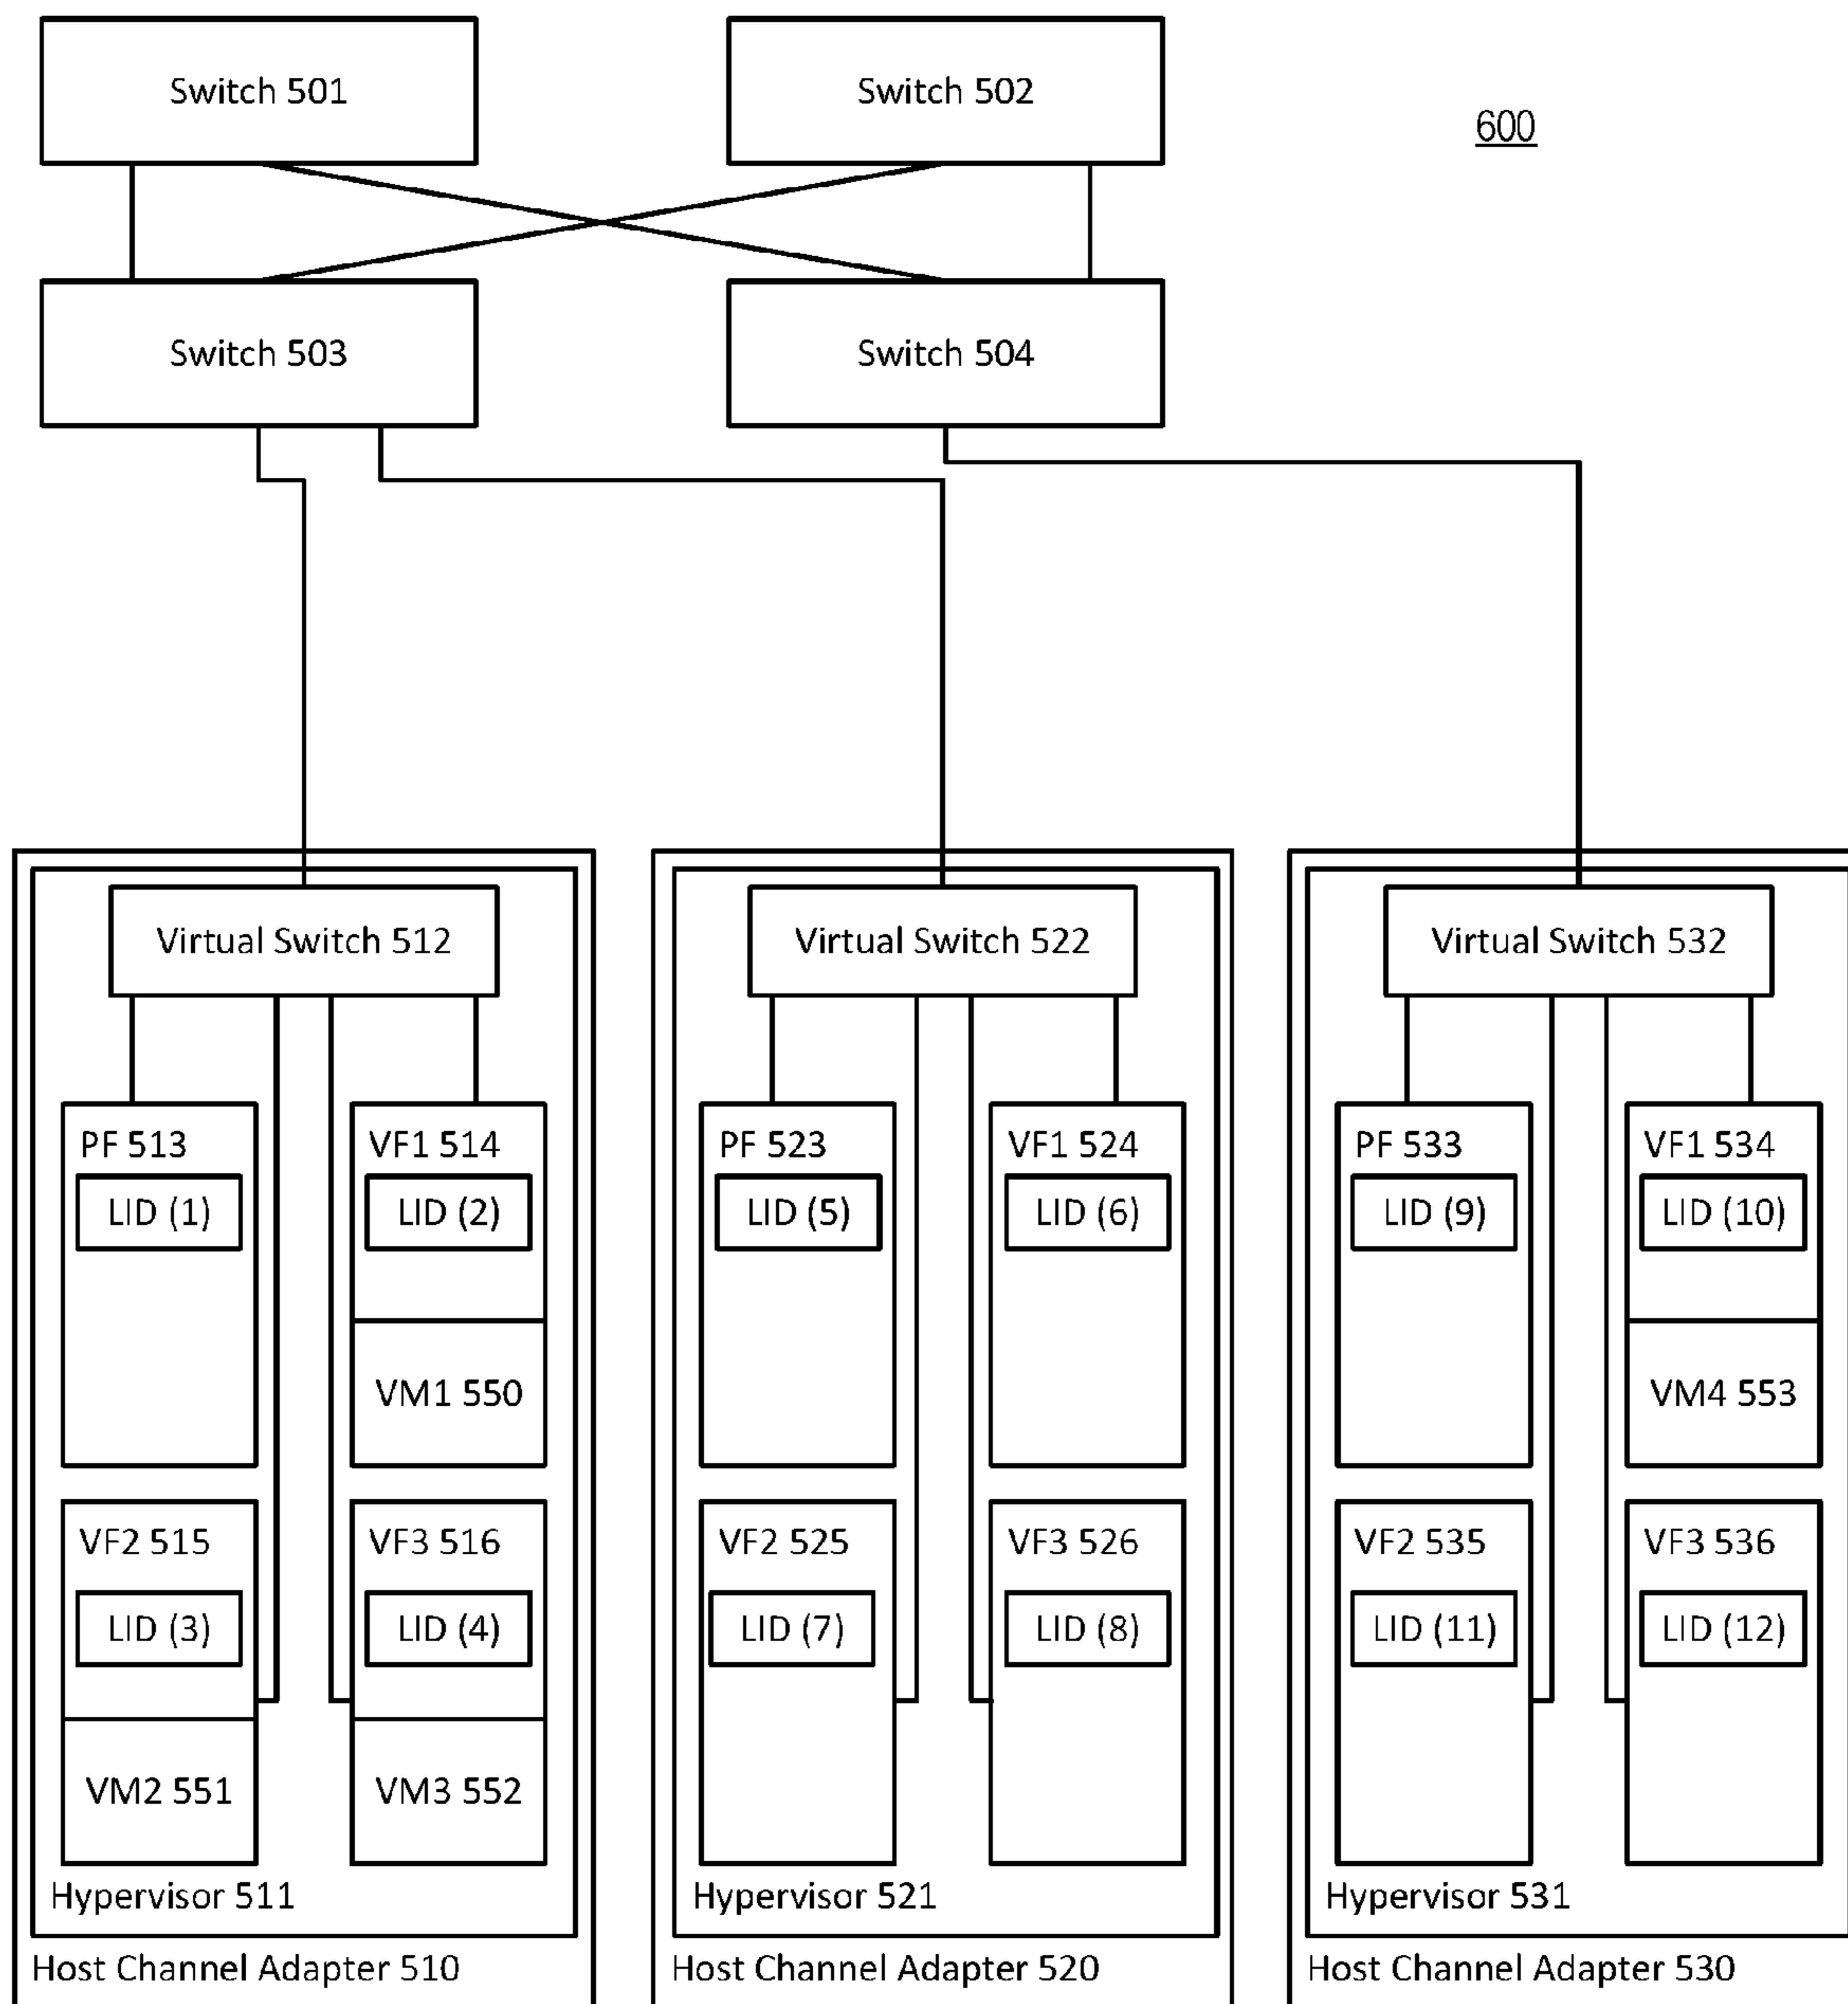 Switch 501
Switch 502
600
Switch 503
Switch 504
Virtual Switch 512
PF 513
LID (1)
VF1 514
LID (2)
VM1 550
VF2 515
LID (3)
VM2 551
VF3 516
LID (4)
VM3 552
Hypervisor 511
Host Channel Adapter 510
Virtual Switch 522
PF 523
LID (5)
VF1 524
LID (6)
VF2 525
LID (7)
VF3 526
LID (8)
Hypervisor 521
Host Channel Adapter 520
Virtual Switch 532
PF 533
LID (9)
VF1 534
LID (10)
VM4 553
VF2 535
LID (11)
VF3 536
LID (12)
Hypervisor 531
Host Channel Adapter 530